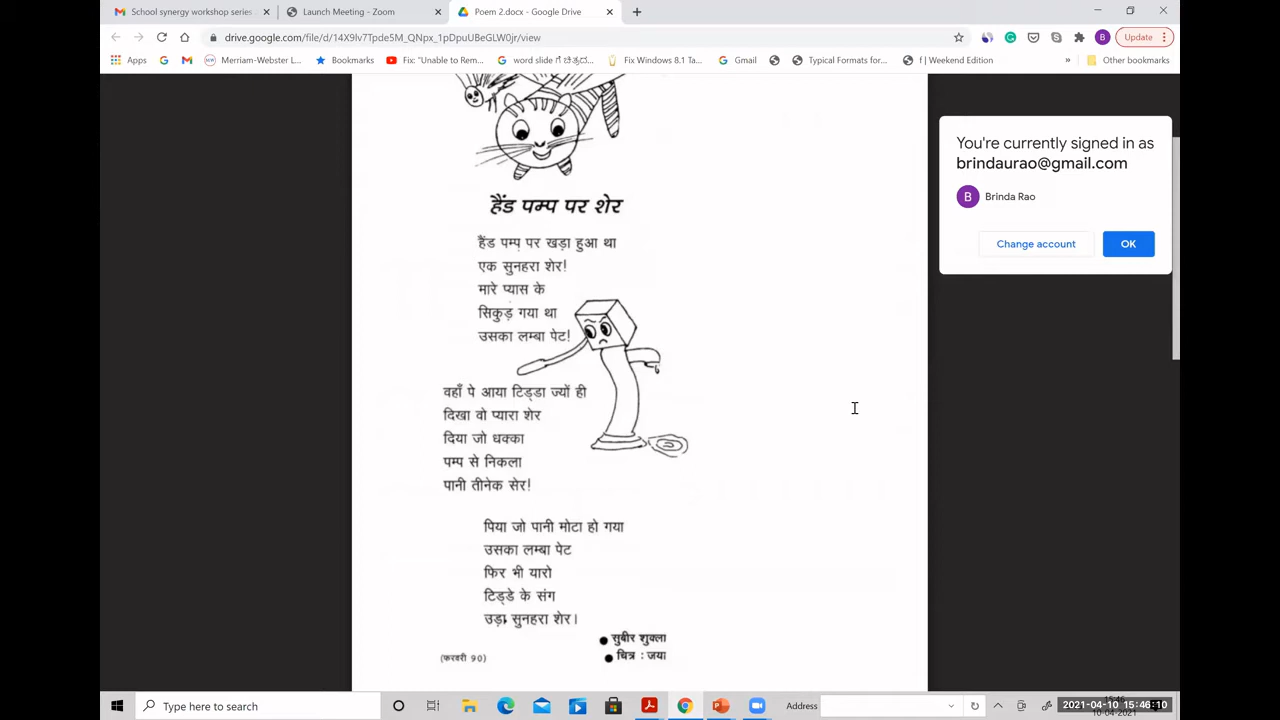 School synergy workshop series
Launch Meeting - Zoom
Poem 2.docx - Google Drive
drive.google.com/file/d/14X9lv7Tpde5M_QNpx_1pDpuUBeGLW0jr/view
B
Update
Apps
Merriam-Webster L...
Bookmarks
Fix: "Unable to Rem...
word slide ಗೆ ಚಿತ್ರದ...
Fix Windows 8.1 Ta...
Gmail
Typical Formats for...
f | Weekend Edition
»
Other bookmarks
You're currently signed in as
brindaurao@gmail.com
B
Brinda Rao
Change account
OK
हैंड पम्प पर शेर
हैंड पम्प पर खड़ा हुआ था
एक सुनहरा शेर!
मारे प्यास के
सिकुड़ गया था
उसका लम्बा पेट!
वहाँ पे आया टिड्डा ज्यों ही
दिखा वो प्यारा शेर
दिया जो धक्का
पम्प से निकला
पानी तीनेक सेर!
पिया जो पानी मोटा हो गया
उसका लम्बा पेट
फिर भी यारो
टिड्डे के संग
उड़ा सुनहरा शेर।
● सुबीर शुक्ला
● चित्र : जया
(फरवरी 90)
Type here to search
Address
2021-04-10 15:46:10